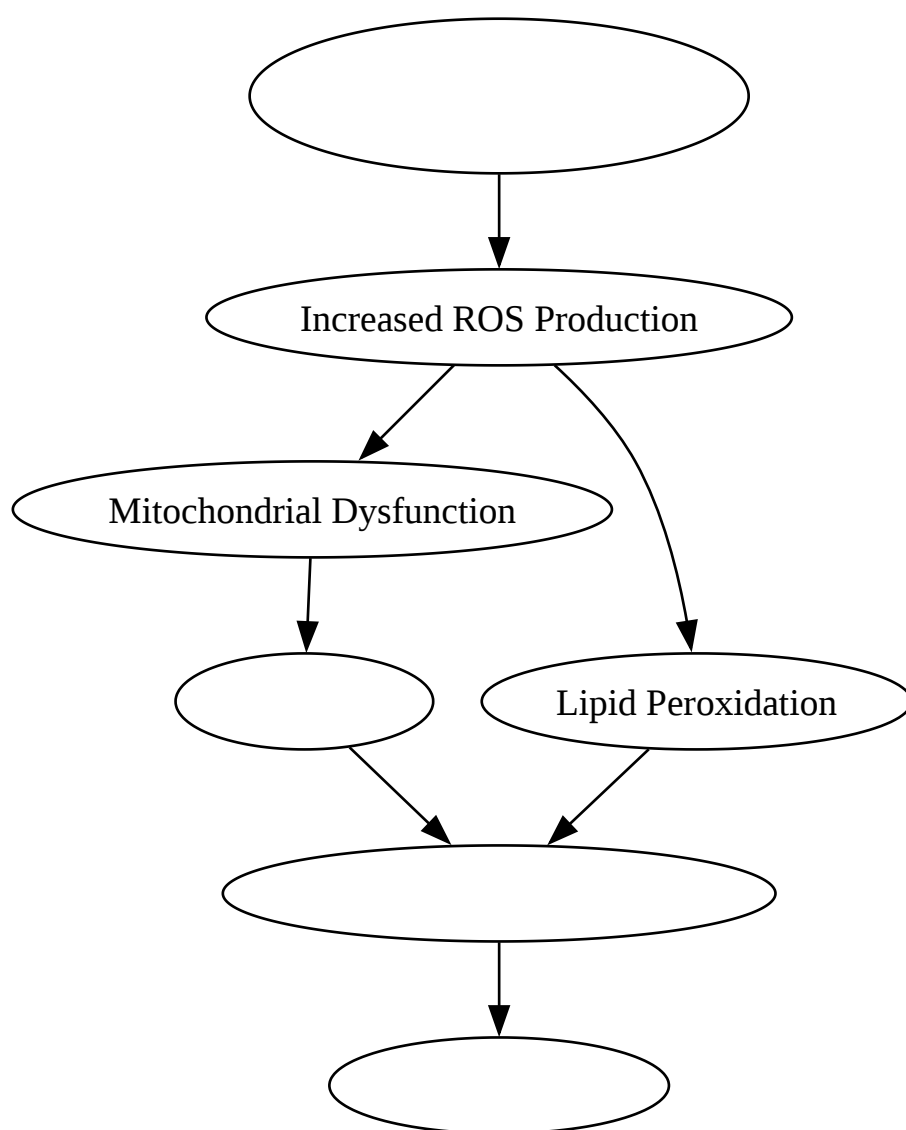 Increased ROS Production
Mitochondrial Dysfunction
Lipid Peroxidation